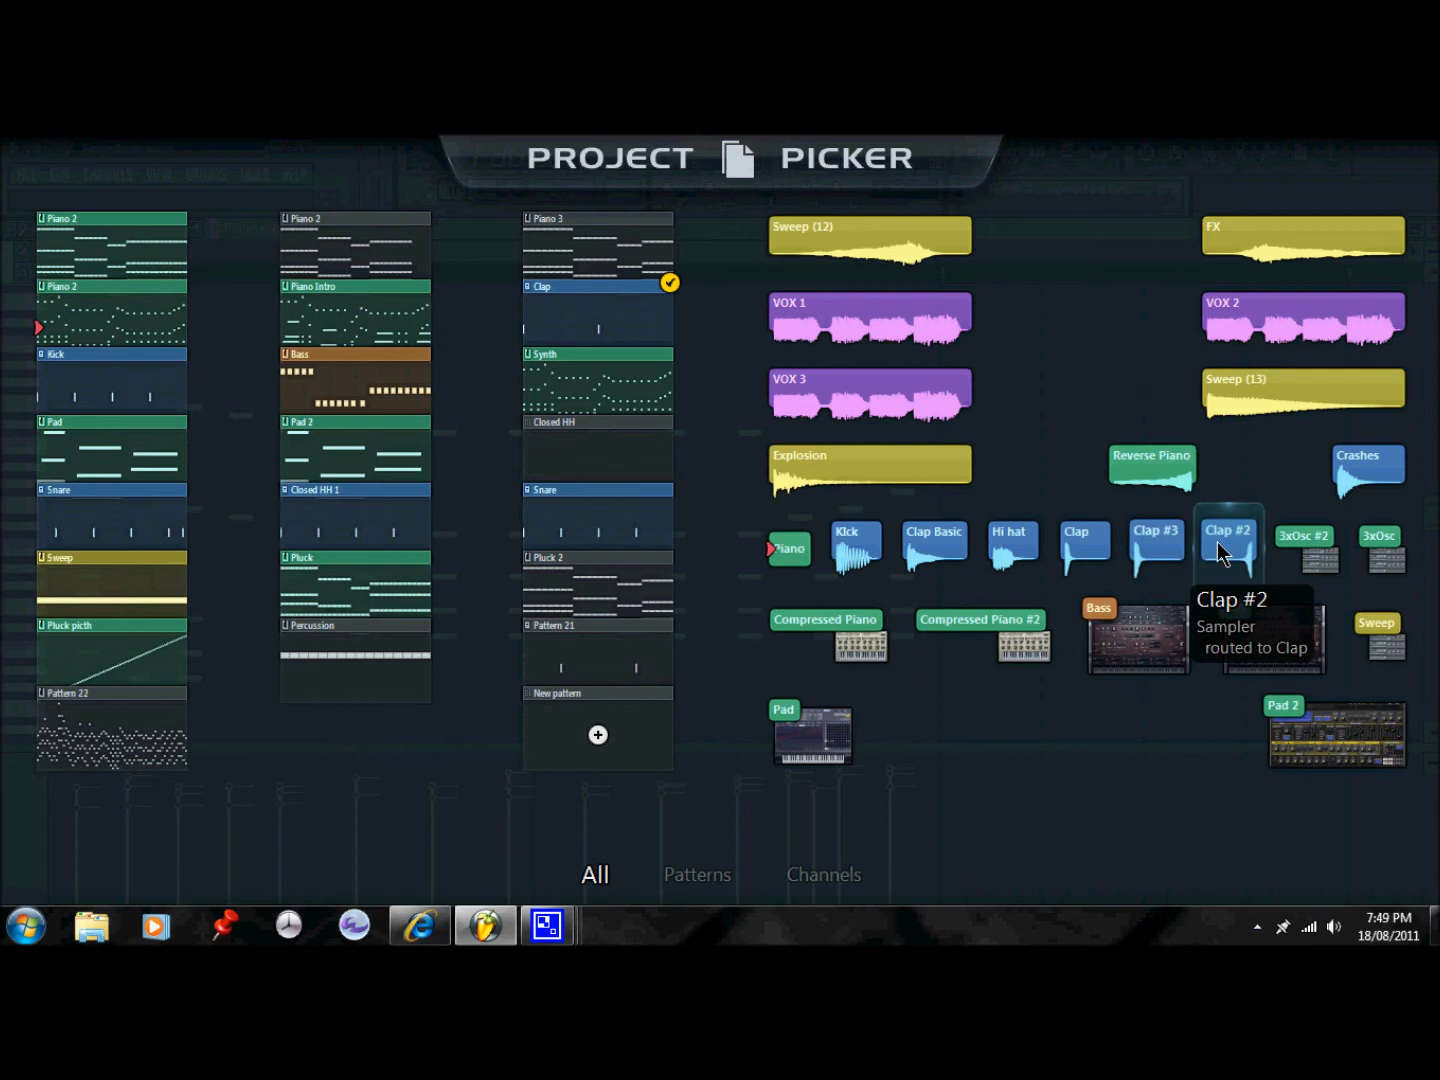 PROJECT PICKER
Piano 2
Piano 2
Piano 3
Piano 2
Piano Intro
Clap
Kick
Bass
Synth
Pad
Pad 2
Closed HH
Snare
Closed HH 1
Snare
Sweep
Pluck
Pluck 2
Pluck picth
Percussion
Pattern 21
Pattern 22
New pattern
Sweep (12)
FX
VOX 1
VOX 2
VOX 3
Sweep (13)
Explosion
Reverse Piano
Crashes
Piano
KIck
Clap Basic
Hi hat
Clap
Clap #3
Clap #2
3xOsc #2
3xOsc
Compressed Piano
Compressed Piano #2
Bass
Clap #2
Sampler
routed to Clap
Sweep
Pad
Pad 2
All
Patterns
Channels
7:49 PM
18/08/2011